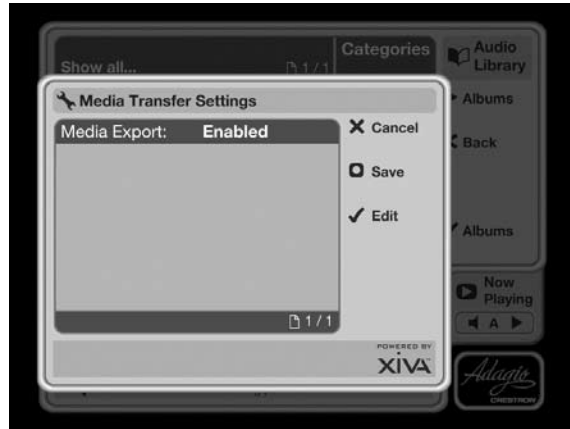 Categories
Audio
Library
Show all...
1/1
Media Transfer Settings
Albums
Media Export: Enabled
Cancel
Back
Save
Edit
Albums
Now
Playing
A
1/1
POWERED BY
XiVA
Adagio
CRESTRON